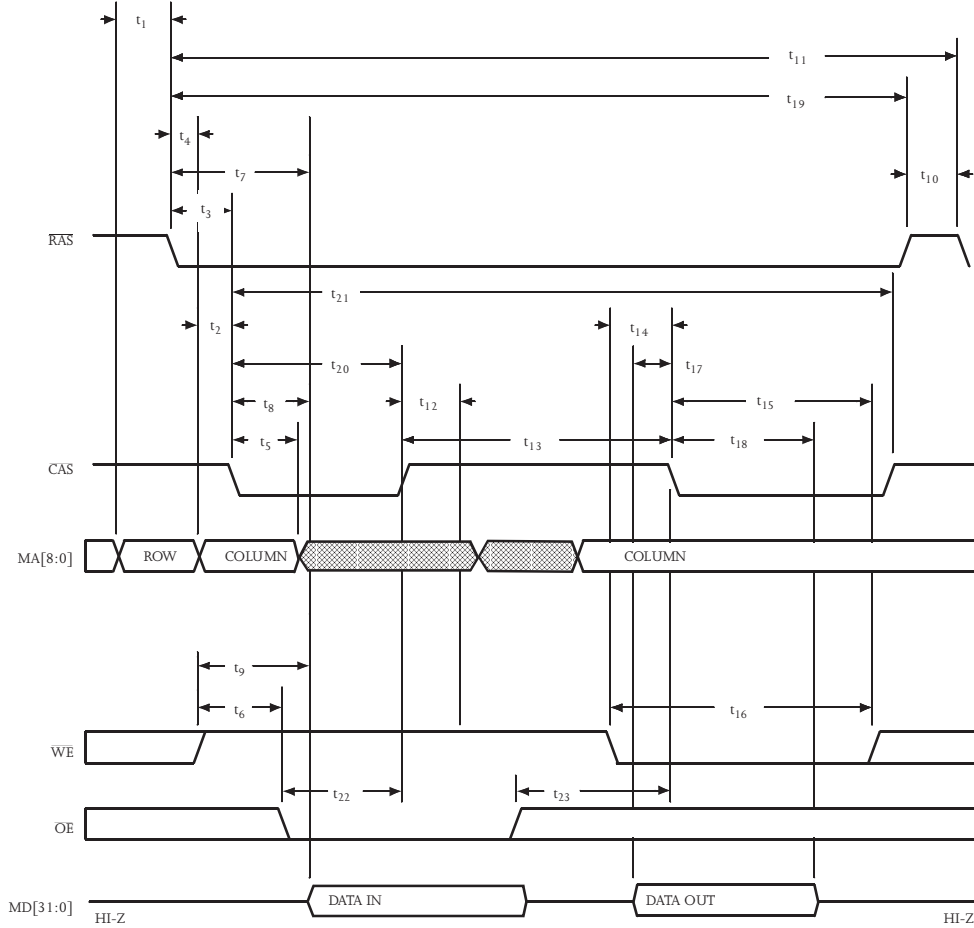 t1
t11
t19
t4
t7
t10
t3
RAS
t21
t2
t14
t20
t17
t8
t12
t15
t5
t13
t18
CAS
MA[8:0]
ROW
COLUMN
COLUMN
t9
t6
t16
WE
t22
t23
OE
DATA IN
DATA OUT
MD[31:0]
HI-Z
HI-Z